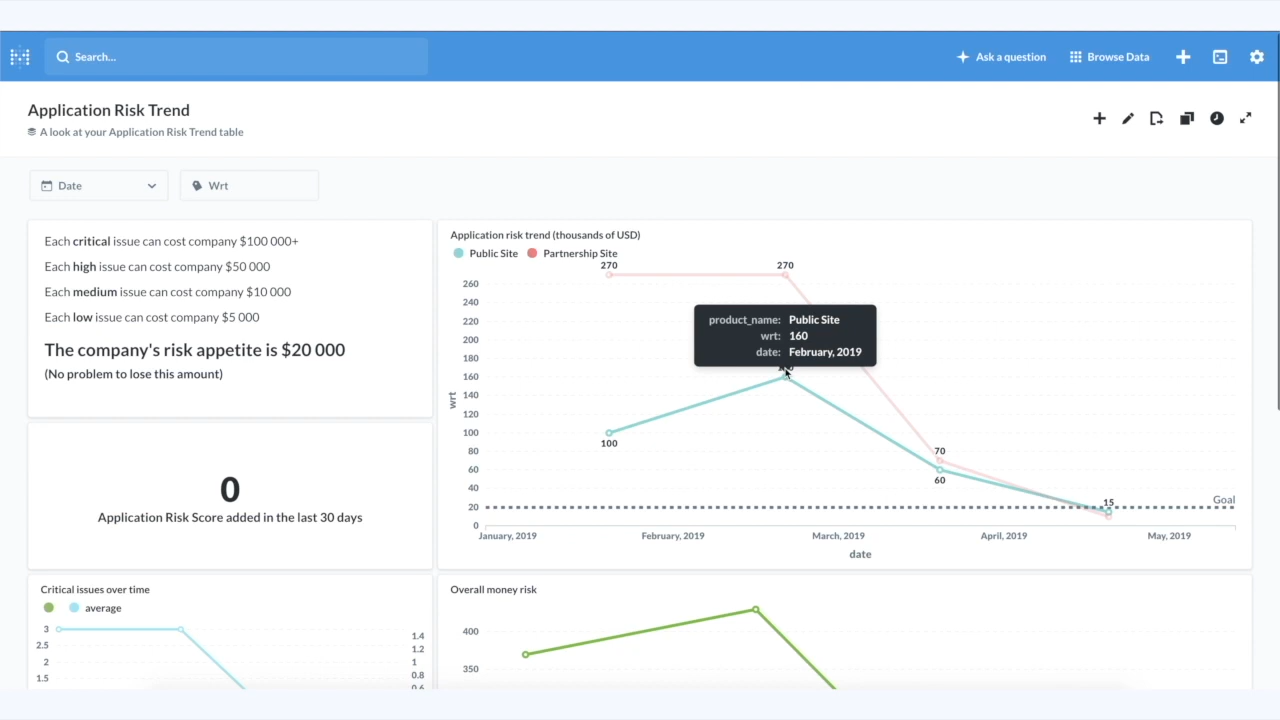 Search...
Ask a question
Browse Data
Application Risk Trend
A look at your Application Risk Trend table
Date
Wrt
Each critical issue can cost company $100 000+
Each high issue can cost company $50 000
Each medium issue can cost company $10 000
Each low issue can cost company $5 000
The company's risk appetite is $20 000
(No problem to lose this amount)
0
Application Risk Score added in the last 30 days
Application risk trend (thousands of USD)
Public Site
Partnership Site
270
270
260
240
220
200
180
160
140
120
100
80
60
40
20
0
wrt
product_name: Public Site
wrt: 160
date: February, 2019
100
70
60
15
Goal
January, 2019
February, 2019
March, 2019
April, 2019
May, 2019
date
Critical issues over time
average
3
2.5
2
1.5
1.4
1.2
1
0.8
0.6
Overall money risk
400
350